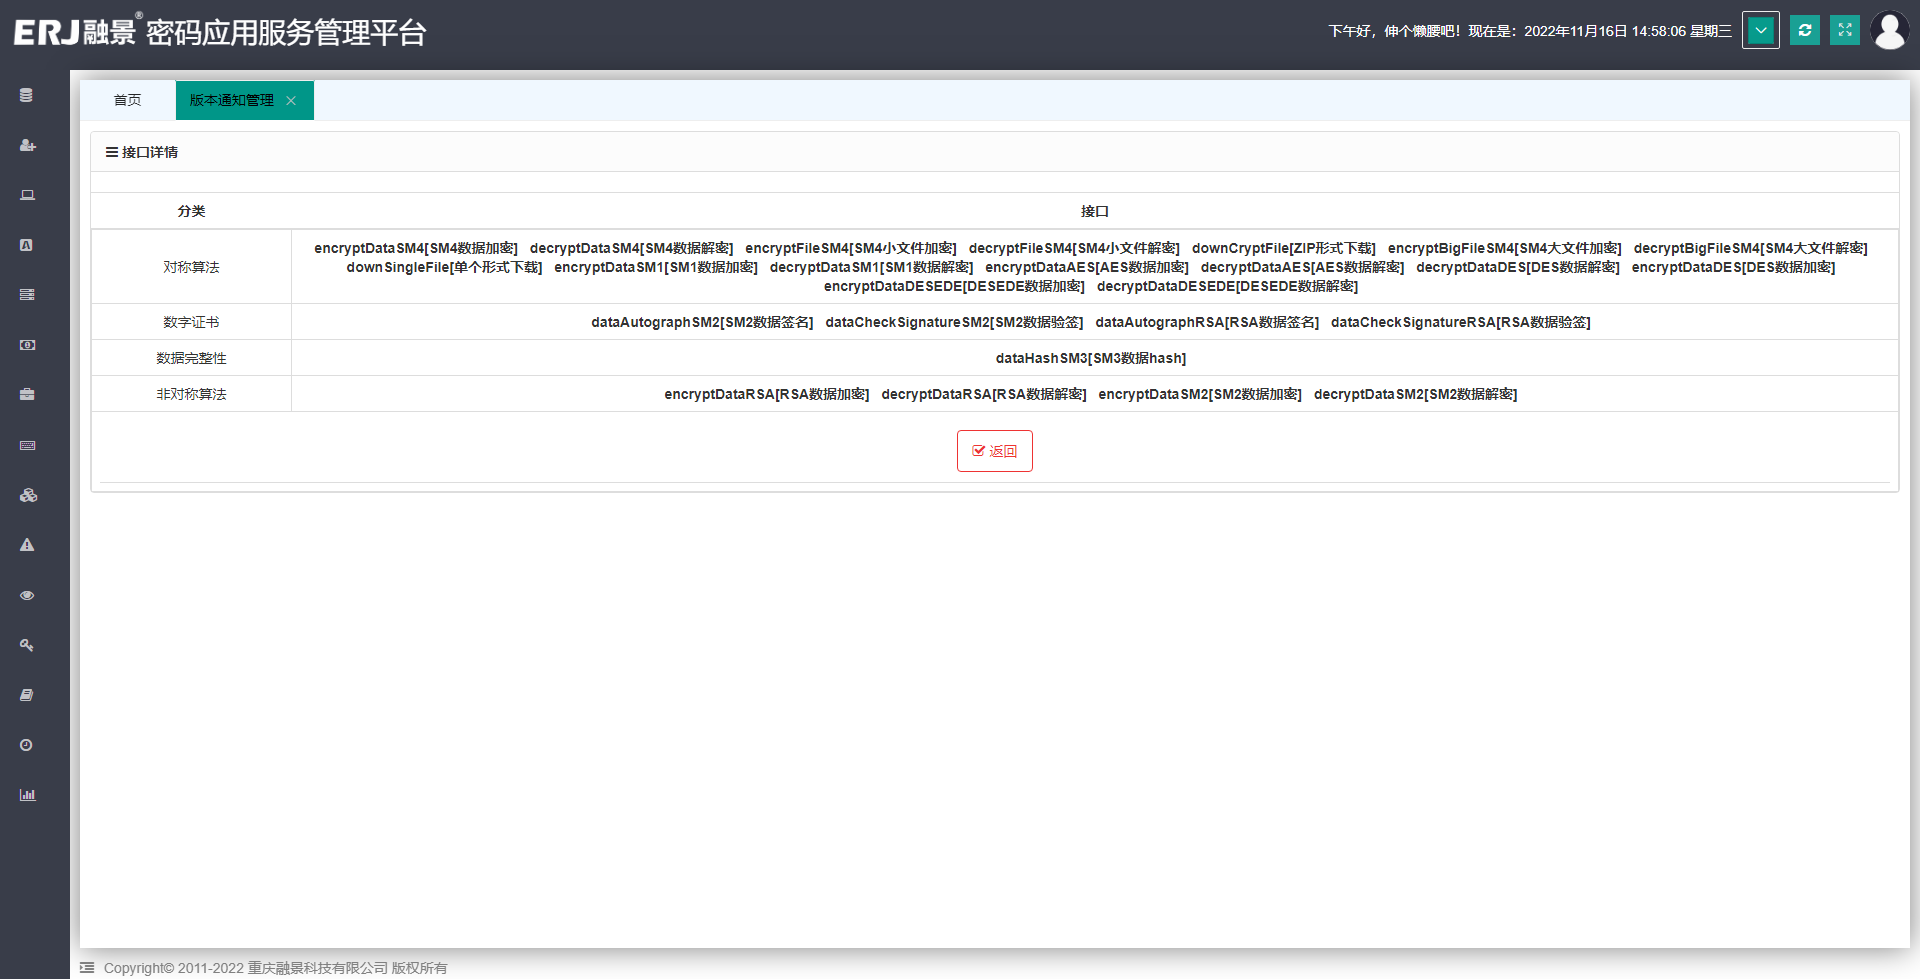 ERJ融景® 密码应用服务管理平台
下午好，伸个懒腰吧！现在是：2022年11月16日 14:58:06 星期三
首页 版本通知管理
接口详情
分类 接口
对称算法
encryptDataSM4[SM4数据加密] decryptDataSM4[SM4数据解密] encryptFileSM4[SM4小文件加密] decryptFileSM4[SM4小文件解密] downCryptFile[ZIP形式下载] encryptBigFileSM4[SM4大文件加密] decryptBigFileSM4[SM4大文件解密]
downSingleFile[单个形式下载] encryptDataSM1[SM1数据加密] decryptDataSM1[SM1数据解密] encryptDataAES[AES数据加密] decryptDataAES[AES数据解密] decryptDataDES[DES数据解密] encryptDataDES[DES数据加密]
encryptDataDESEDE[DESEDE数据加密] decryptDataDESEDE[DESEDE数据解密]
数字证书 dataAutographSM2[SM2数据签名] dataCheckSignatureSM2[SM2数据验签] dataAutographRSA[RSA数据签名] dataCheckSignatureRSA[RSA数据验签]
数据完整性 dataHashSM3[SM3数据hash]
非对称算法 encryptDataRSA[RSA数据加密] decryptDataRSA[RSA数据解密] encryptDataSM2[SM2数据加密] decryptDataSM2[SM2数据解密]
返回
Copyright© 2011-2022 重庆融景科技有限公司 版权所有